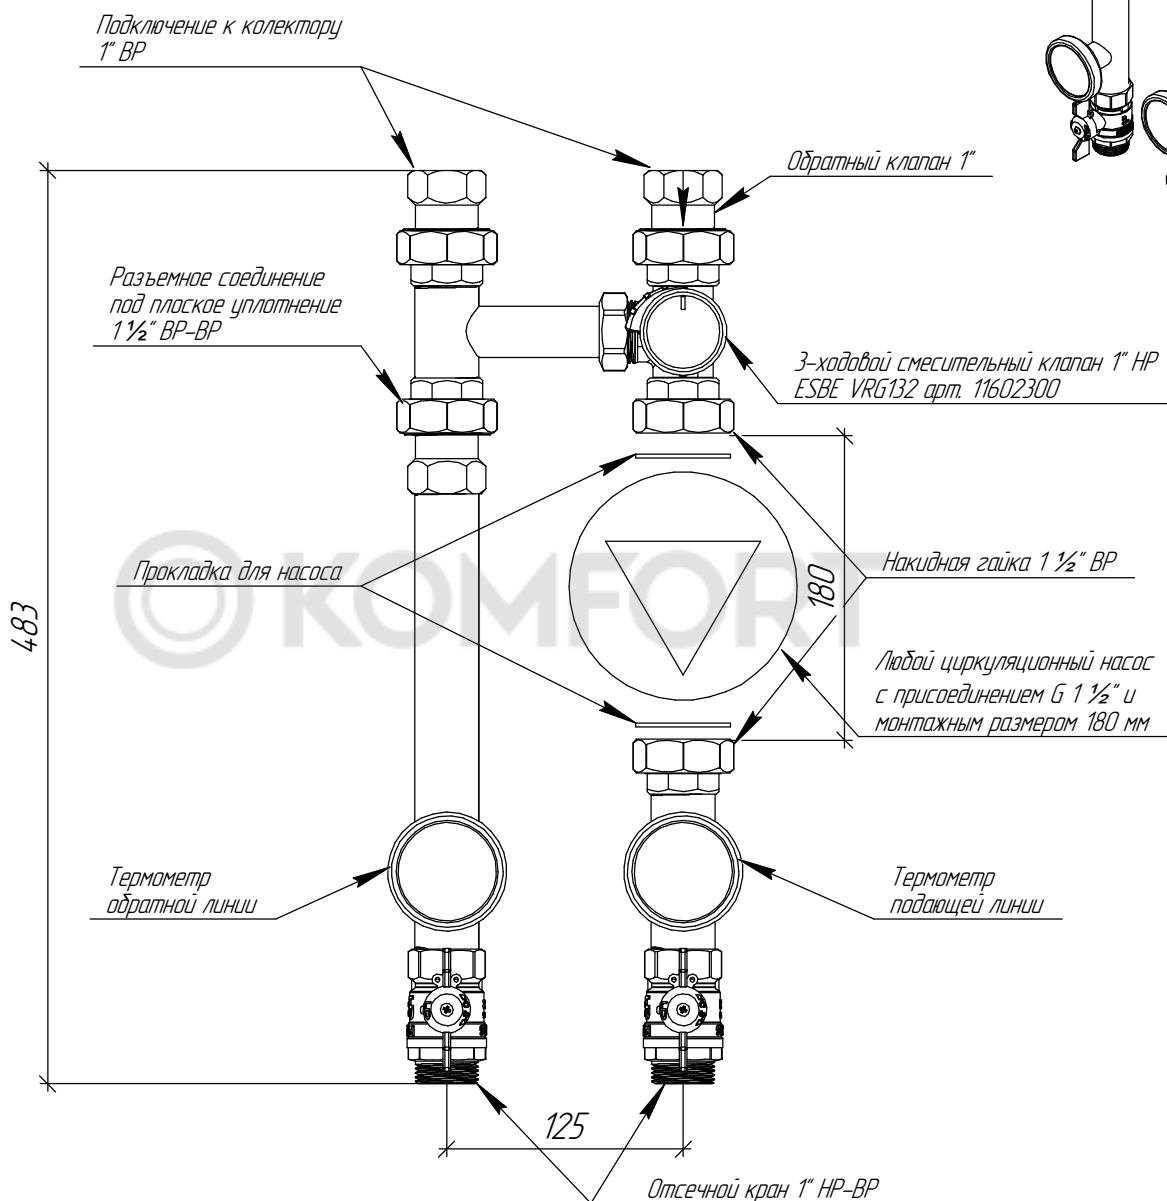 Подключение к колектору
1" ВР
Обратный клапан 1"
Разъемное соединение
под плоское уплотнение
1 ½" ВР-ВР
3-ходовой смесительный клапан 1" НР
ESBE VRG132 арт. 11602300
Прокладка для насоса
Накидная гайка 1 ½" ВР
180
483
KOMFORT
Любой циркуляционный насос
с присоединением G 1 ½" и
монтажным размером 180 мм
Термометр
обратной линии
Термометр
подающей линии
125
Отсечной кран 1" НР-ВР